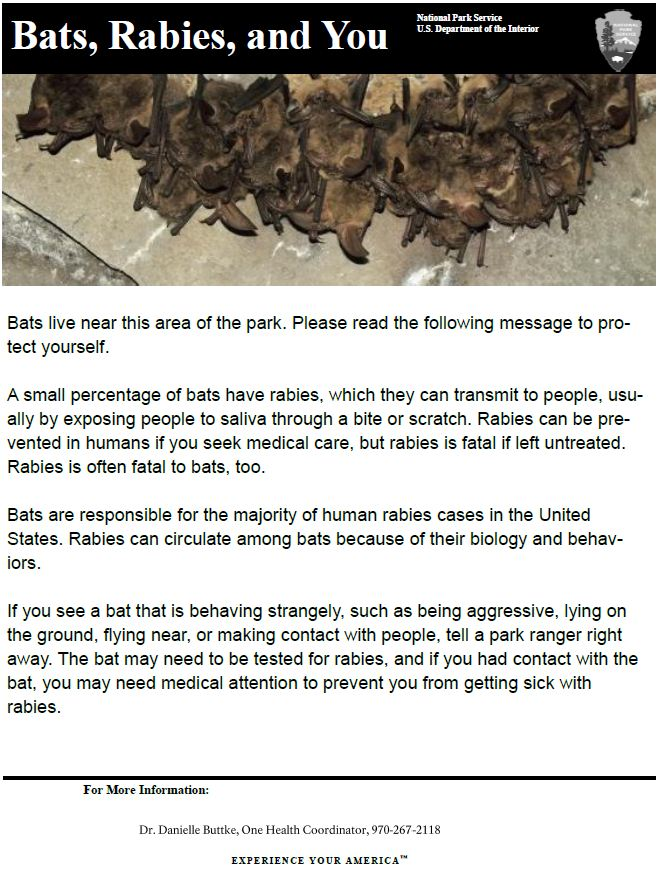 Bats, Rabies, and You
National Park Service
U.S. Department of the Interior
NATIONAL
PARK
SERVICE
Bats live near this area of the park. Please read the following message to pro-
tect yourself.
A small percentage of bats have rabies, which they can transmit to people, usu-
ally by exposing people to saliva through a bite or scratch. Rabies can be pre-
vented in humans if you seek medical care, but rabies is fatal if left untreated.
Rabies is often fatal to bats, too.
Bats are responsible for the majority of human rabies cases in the United
States. Rabies can circulate among bats because of their biology and behav-
iors.
If you see a bat that is behaving strangely, such as being aggressive, lying on
the ground, flying near, or making contact with people, tell a park ranger right
away. The bat may need to be tested for rabies, and if you had contact with the
bat, you may need medical attention to prevent you from getting sick with
rabies.
For More Information:
Dr. Danielle Buttke, One Health Coordinator, 970-267-2118
EXPERIENCE YOUR AMERICA™